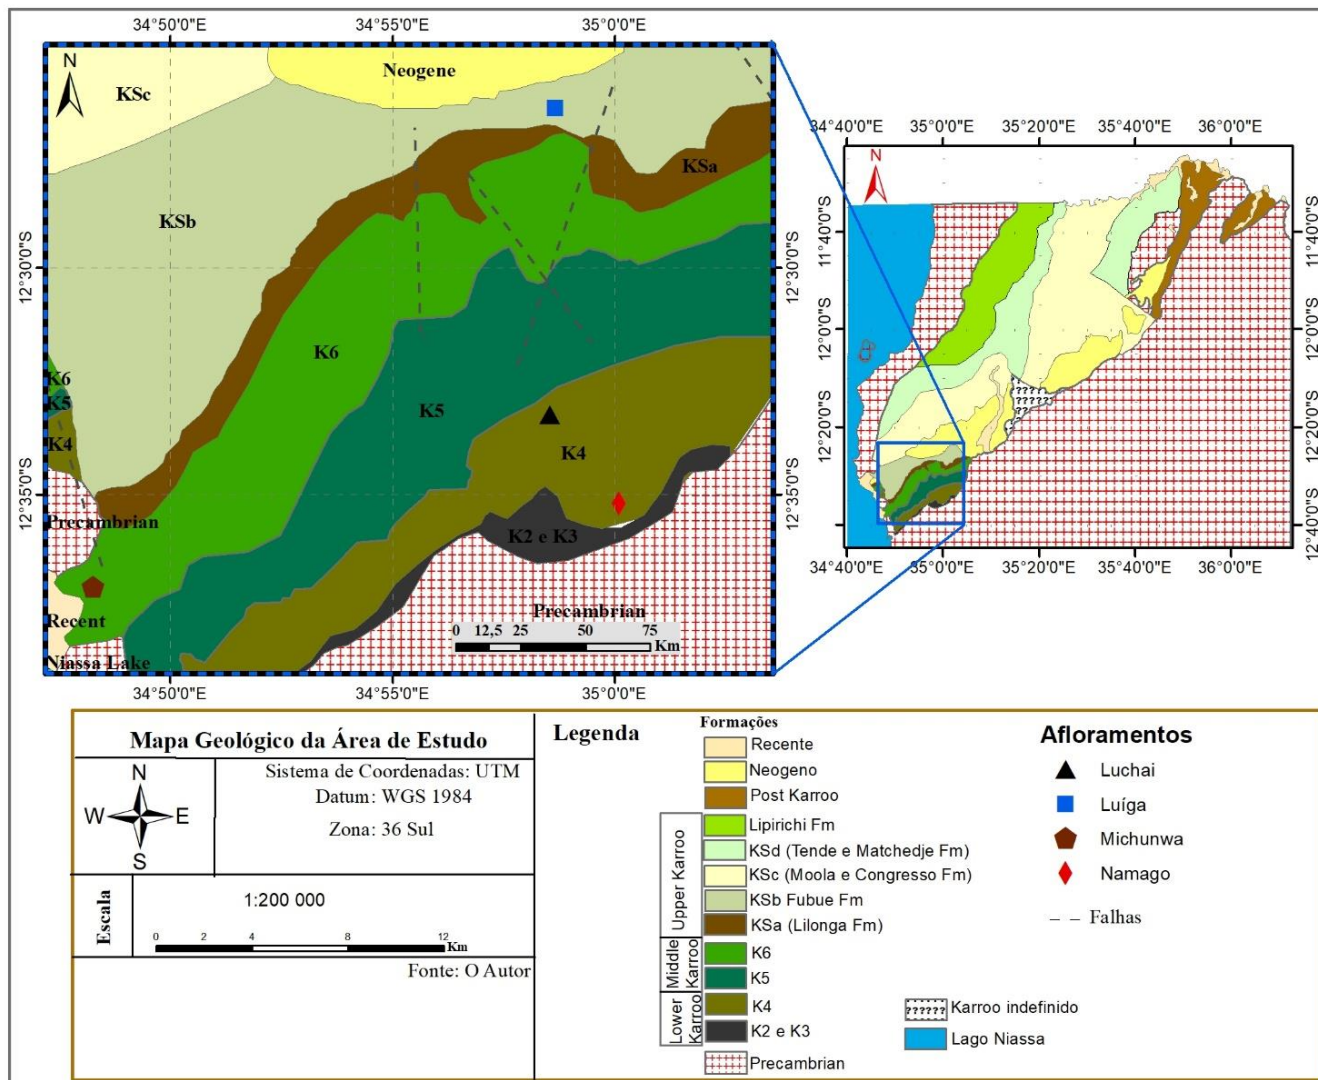 34°50'0"E 34°55'0"E 35°0'0"E
N
KSc
Neogene
KSa
KSb
12°30'0"S
12°30'0"S
K6
K6
K5
K5
K4
K4
12°35'0"S
12°35'0"S
Precambrian
K2 e K3
Recent
Precambrian
0 12,5 25 50 75
Km
Niassa Lake
34°50'0"E 34°55'0"E 35°0'0"E
34°40'0"E 35°0'0"E 35°20'0"E 35°40'0"E 36°0'0"E
N
11°40'0"S
11°40'0"S
12°0'0"S
12°0'0"S
??????
??????
12°20'0"S
12°20'0"S
12°40'0"S
12°40'0"S
34°40'0"E 35°0'0"E 35°20'0"E 35°40'0"E 36°0'0"E
Mapa Geológico da Área de Estudo
N
W E
S
Sistema de Coordenadas: UTM
Datum: WGS 1984
Zona: 36 Sul
Escala
1:200 000
0 2 4 8 12
Km
Fonte: O Autor
Legenda
Formações
Recente
Neogeno
Post Karoo
Upper Karroo
Lipirichi Fm
KSd (Tende e Matchedje Fm)
KSc (Moola e Congresso Fm)
KSb Fubue Fm
KSa (Lilonga Fm)
Middle
Karroo
K6
K5
Lower
Karroo
K4
K2 e K3
Precambrian
Afloramentos
Luchai
Luíga
Michunwa
Namago
Falhas
??????
Karroo indefinido
Lago Niassa